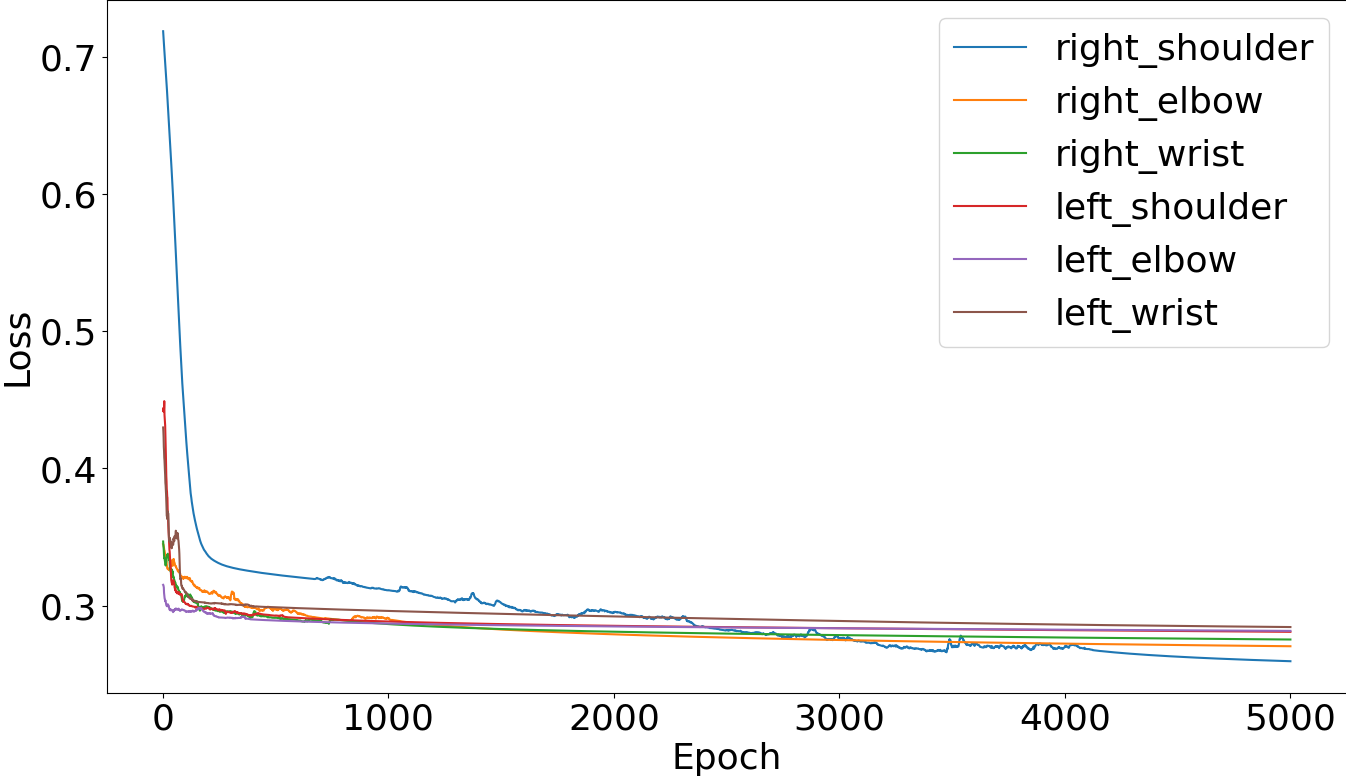 0.7
0.6
0.5
0.4
0.3
Loss
0
1000
2000
3000
4000
5000
Epoch
right_shoulder
right_elbow
right_wrist
left_shoulder
left_elbow
left_wrist